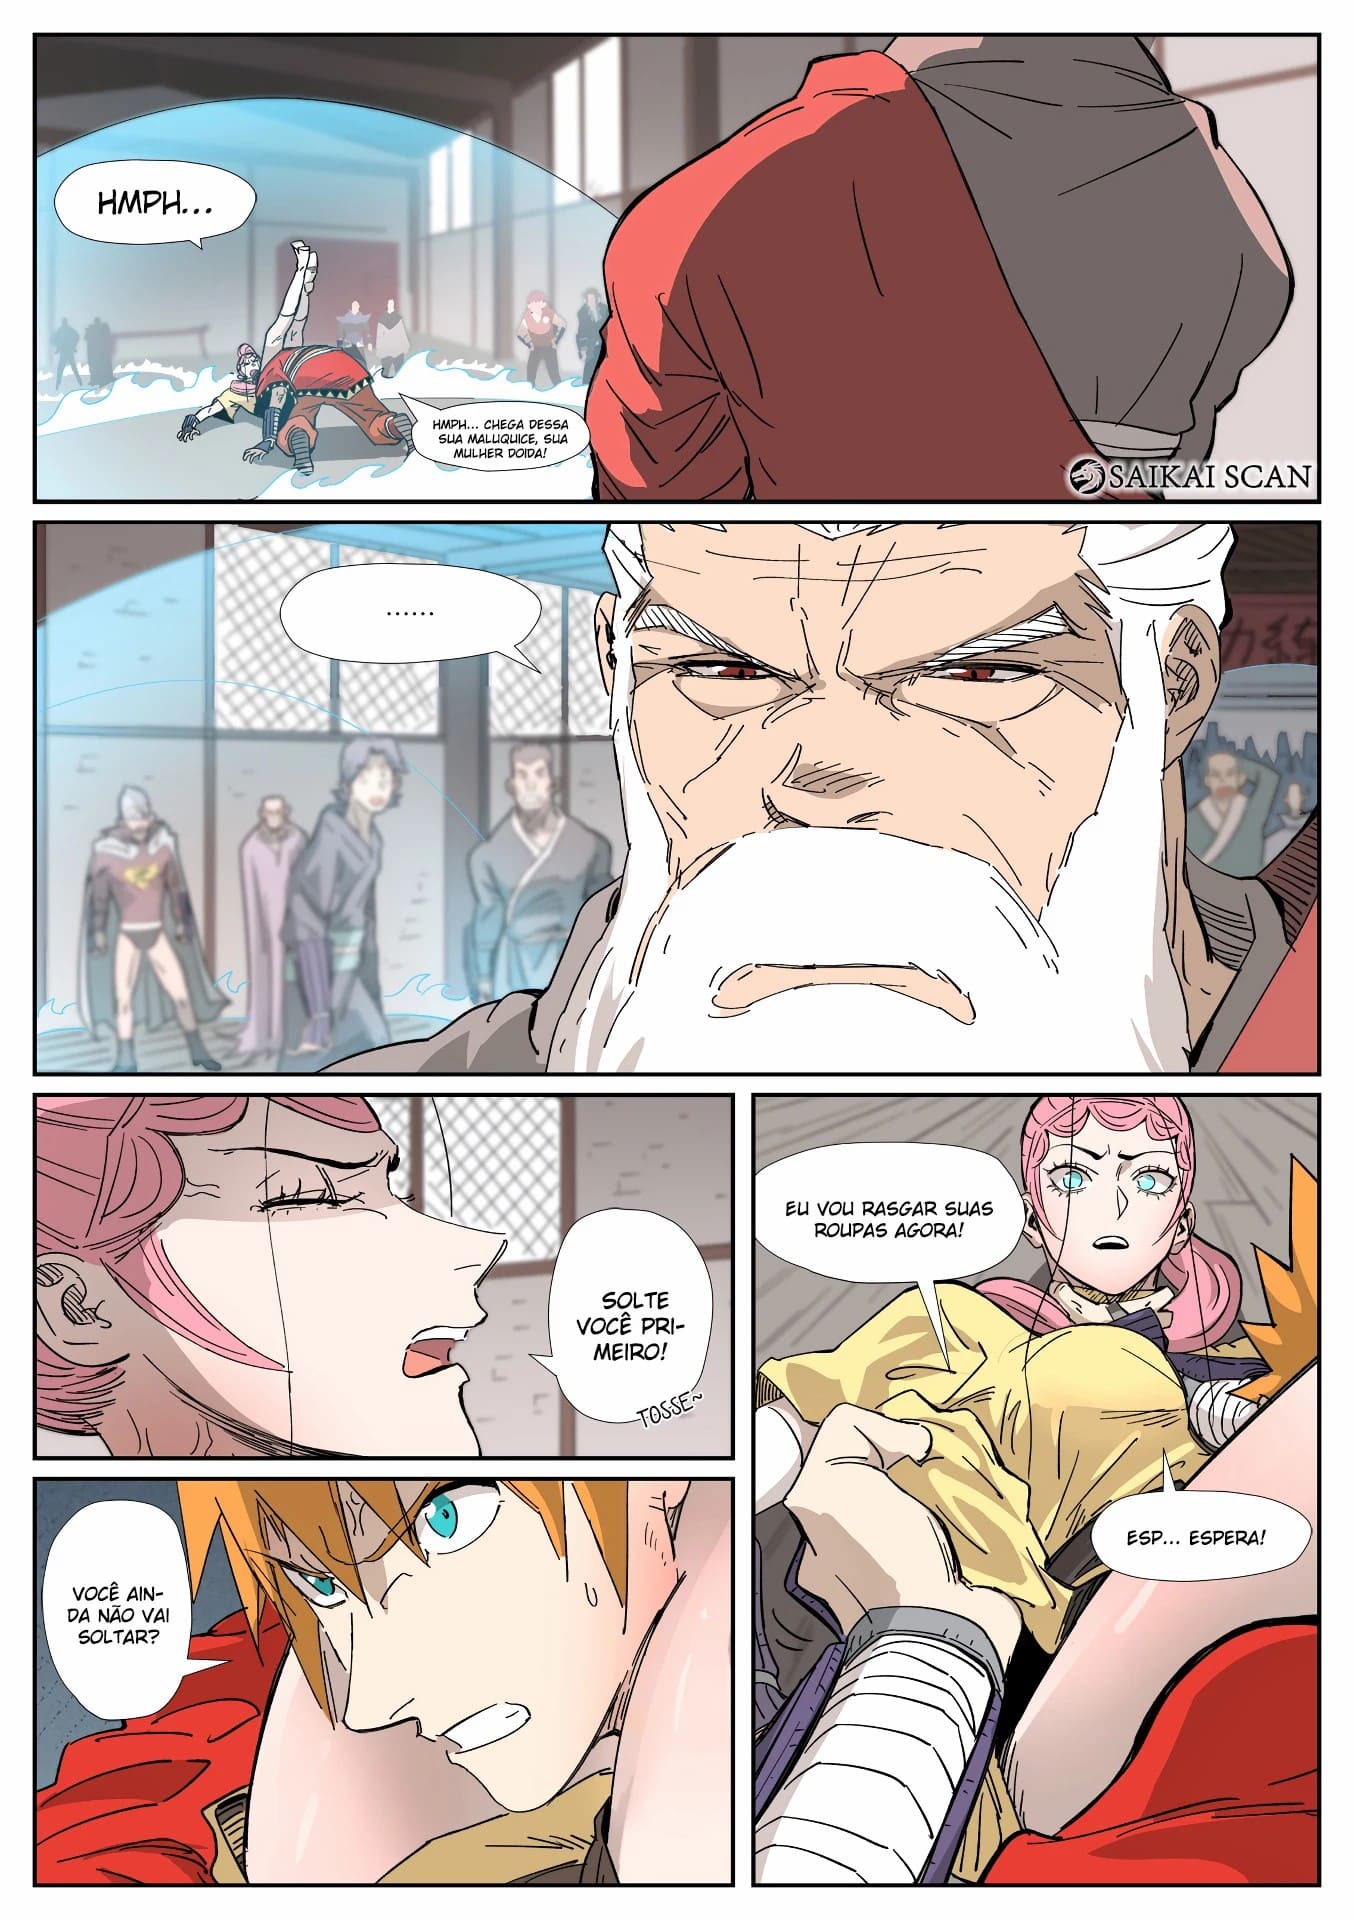 HMPH...
HMPH... CHEGA DESSA
SUA MALUQUICE, SUA
MULHER DOIDA!
SAIKAI SCAN
......
SOLTE
VOCÊ PRI-
MEIRO!
TOSSE~
VOCÊ AIN-
DA NÃO VAI
SOLTAR?
EU VOU RASGAR SUAS
ROUPAS AGORA!
ESP... ESPERA!